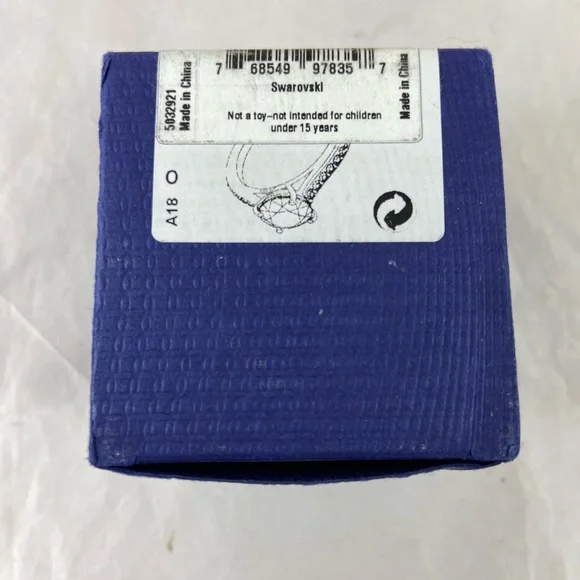 7 68549 97835 7
Swarovski
Not a toy–not intended for children
under 15 years
5032921
Made in China
Made in China
A18 O